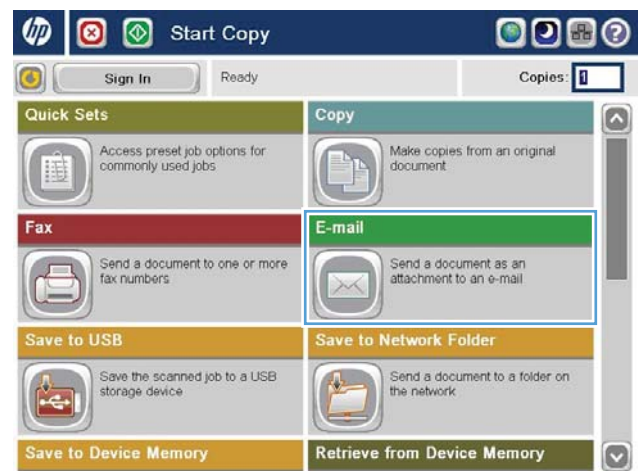 hp
Start Copy
?
Sign In
Ready
Copies: 1
Quick Sets
Access preset job options for
commonly used jobs
Copy
Make copies from an original
document
Fax
Send a document to one or more
fax numbers
E-mail
Send a document as an
attachment to an e-mail
Save to USB
Save the scanned job to a USB
storage device
Save to Network Folder
Send a document to a folder on
the network
Save to Device Memory
Retrieve from Device Memory